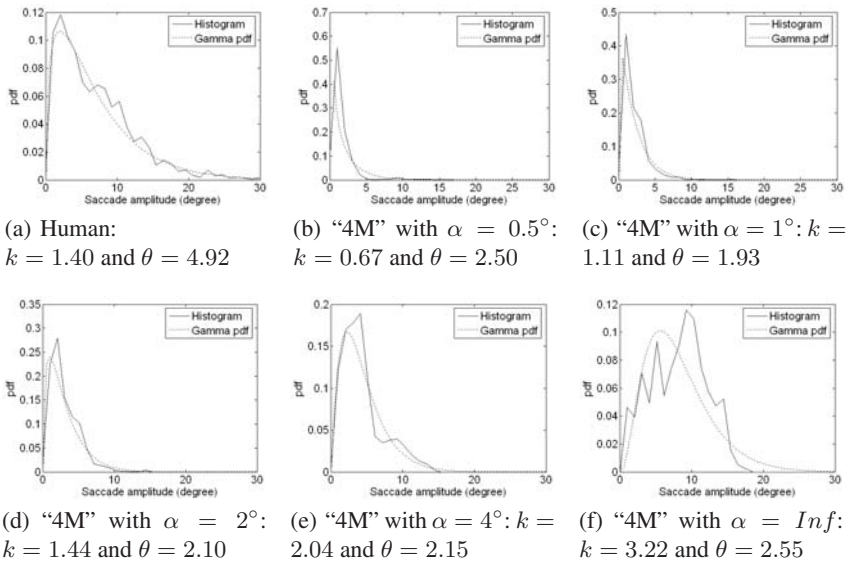 0.12
0.1
0.08
0.06
0.04
0.02
0
pdf
0 10 20 30
Saccade amplitude (degree)
Histogram
Gamma pdf
(a) Human:
k = 1.40 and θ = 4.92
0.7
0.6
0.5
0.4
0.3
0.2
0.1
0
pdf
0 5 10 15 20 25
Saccade amplitude (degree)
Histogram
Gamma pdf
(b) “4M” with α = 0.5°:
k = 0.67 and θ = 2.50
0.5
0.4
0.3
0.2
0.1
0
pdf
0 5 10 15 20 25
Saccade amplitude (degree)
Histogram
Gamma pdf
(c) “4M” with α = 1°: k =
1.11 and θ = 1.93
0.35
0.3
0.25
0.2
0.15
0.1
0.05
0
pdf
0 10 20 30
Saccade amplitude (degree)
Histogram
Gamma pdf
(d) “4M” with α = 2°:
k = 1.44 and θ = 2.10
0.2
0.15
0.1
0.05
0
pdf
0 10 20 30
Saccade amplitude (degree)
Histogram
Gamma pdf
(e) “4M” with α = 4°: k =
2.04 and θ = 2.15
0.12
0.1
0.08
0.06
0.04
0.02
0
pdf
0 10 20 30
Saccade amplitude (degree)
Histogram
Gamma pdf
(f) “4M” with α = Inf:
k = 3.22 and θ = 2.55